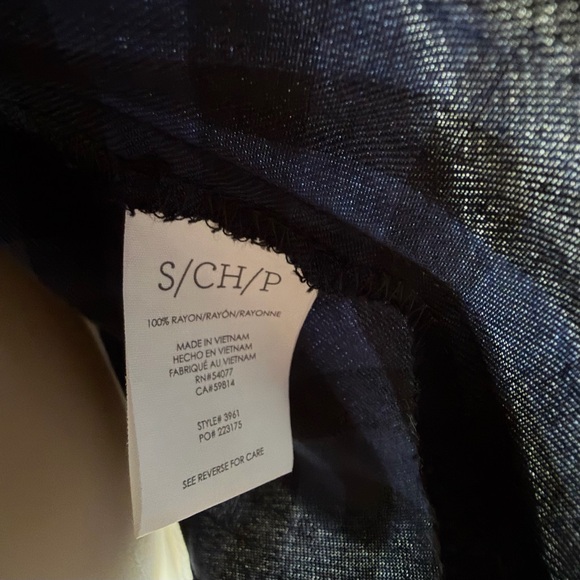 S/CH/P
100% RAYON/RAYÓN/RAYONNE
MADE IN VIETNAM
HECHO EN VIETNAM
FABRIQUÉ AU VIETNAM
RN#54077
CA#59814
STYLE# 3961
PO# 223175
SEE REVERSE FOR CARE